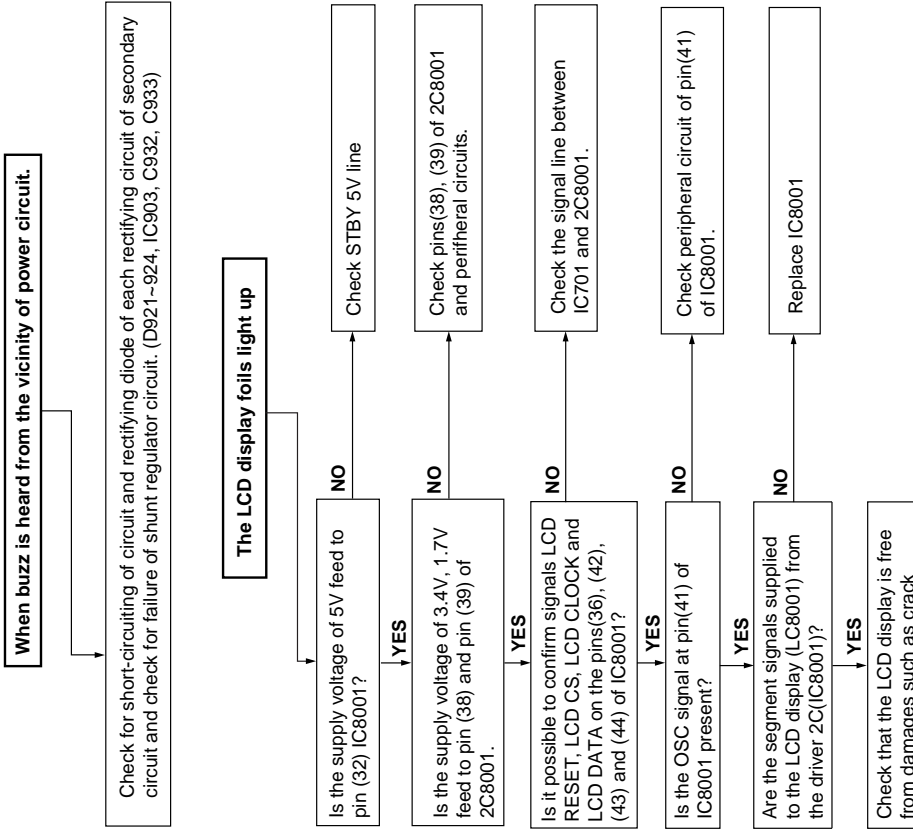 When buzz is heard from the vicinity of power circuit.
Check for short-circuiting of circuit and rectifying diode of each rectifying circuit of secondary
circuit and check for failure of shunt regulator circuit. (D921~924, IC903, C932, C933)
The LCD display foils light up
Is the supply voltage of 5V feed to
pin (32) IC8001?
NO
Check STBY 5V line
YES
Is the supply voltage of 3.4V, 1.7V
feed to pin (38) and pin (39) of
2C8001.
NO
Check pins(38), (39) of 2C8001
and perifheral circuits.
YES
Is it possible to confirm signals LCD
RESET, LCD CS, LCD CLOCK and
LCD DATA on the pins(36), (42),
(43) and (44) of IC8001?
NO
Check the signal line between
IC701 and 2C8001.
YES
Is the OSC signal at pin(41) of
IC8001 present?
NO
Check peripheral circuit of pin(41)
of IC8001.
YES
Are the segment signals supplied
to the LCD display (LC8001) from
the driver 2C(IC8001)?
NO
Replace IC8001
YES
Check that the LCD display is free
from damages such as crack